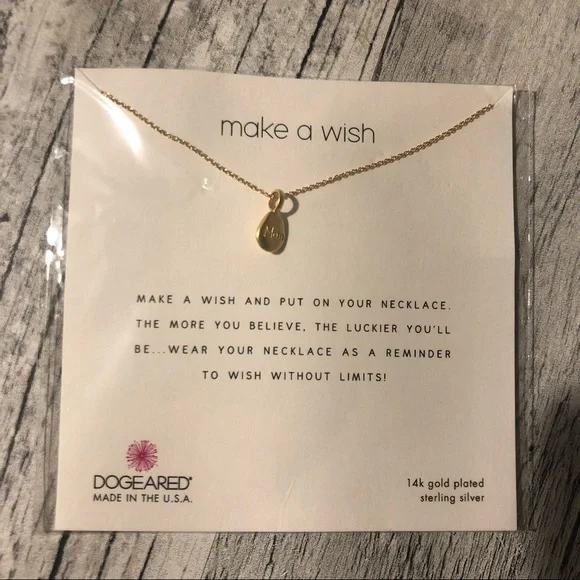 make a wish
Mom
MAKE A WISH AND PUT ON YOUR NECKLACE.
THE MORE YOU BELIEVE, THE LUCKIER YOU'LL
BE...WEAR YOUR NECKLACE AS A REMINDER
TO WISH WITHOUT LIMITS!
DOGEARED®
MADE IN THE U.S.A.
14k gold plated
sterling silver